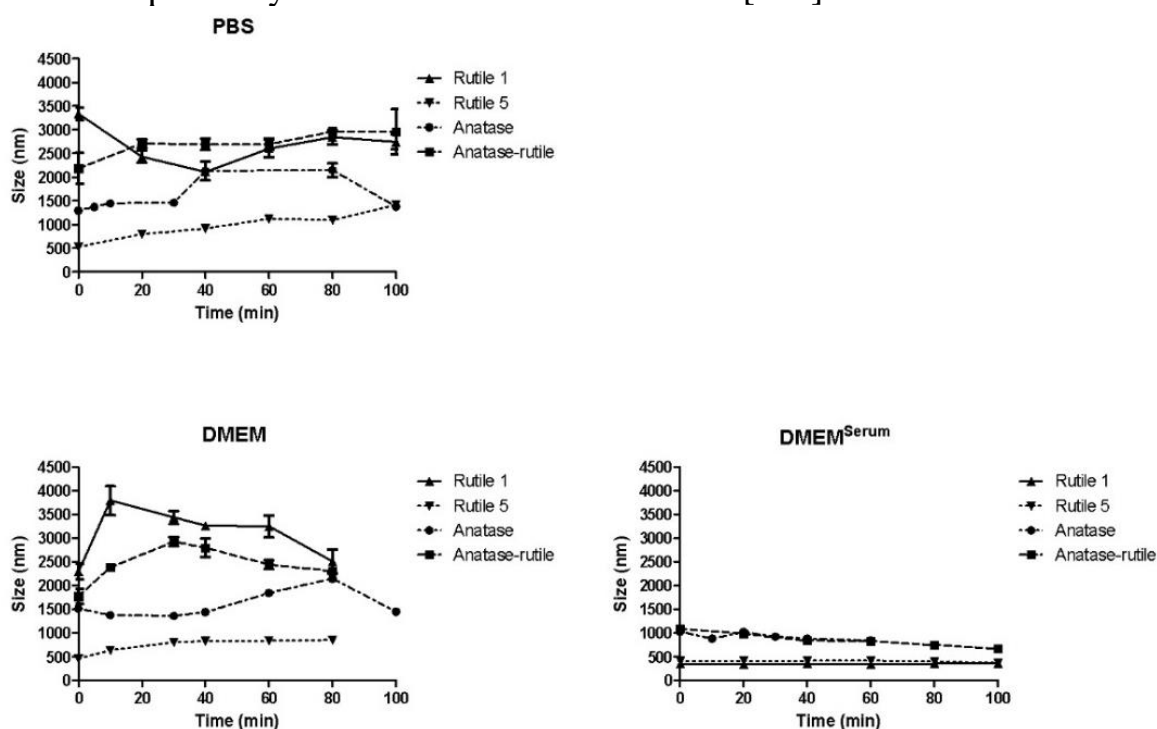 PBS
4500
4000
3500
3000
2500
2000
1500
1000
500
0
Size (nm)
0 20 40 60 80 100
Time (min)
Rutile 1
Rutile 5
Anatase
Anatase-rutile
DMEM
4500
4000
3500
3000
2500
2000
1500
1000
500
0
Size (nm)
0 20 40 60 80 100
Time (min)
Rutile 1
Rutile 5
Anatase
Anatase-rutile
DMEM^Serum
4500
4000
3500
3000
2500
2000
1500
1000
500
0
Size (nm)
0 20 40 60 80 100
Time (min)
Rutile 1
Rutile 5
Anatase
Anatase-rutile